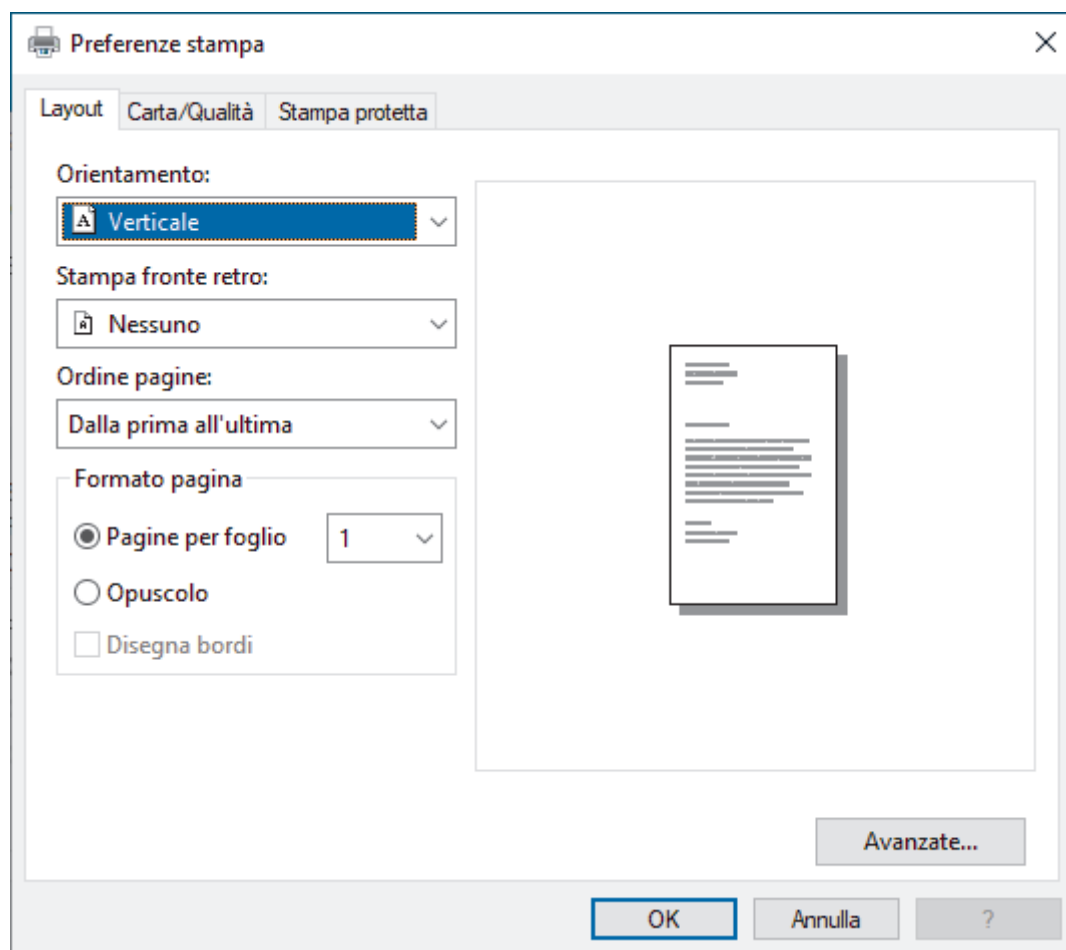 Preferenze stampa
Layout Carta/Qualità Stampa protetta
Orientamento:
Verticale
Stampa fronte retro:
Nessuno
Ordine pagine:
Dalla prima all'ultima
Formato pagina
Pagine per foglio 1
Opuscolo
Disegna bordi
Avanzate...
OK Annulla ?